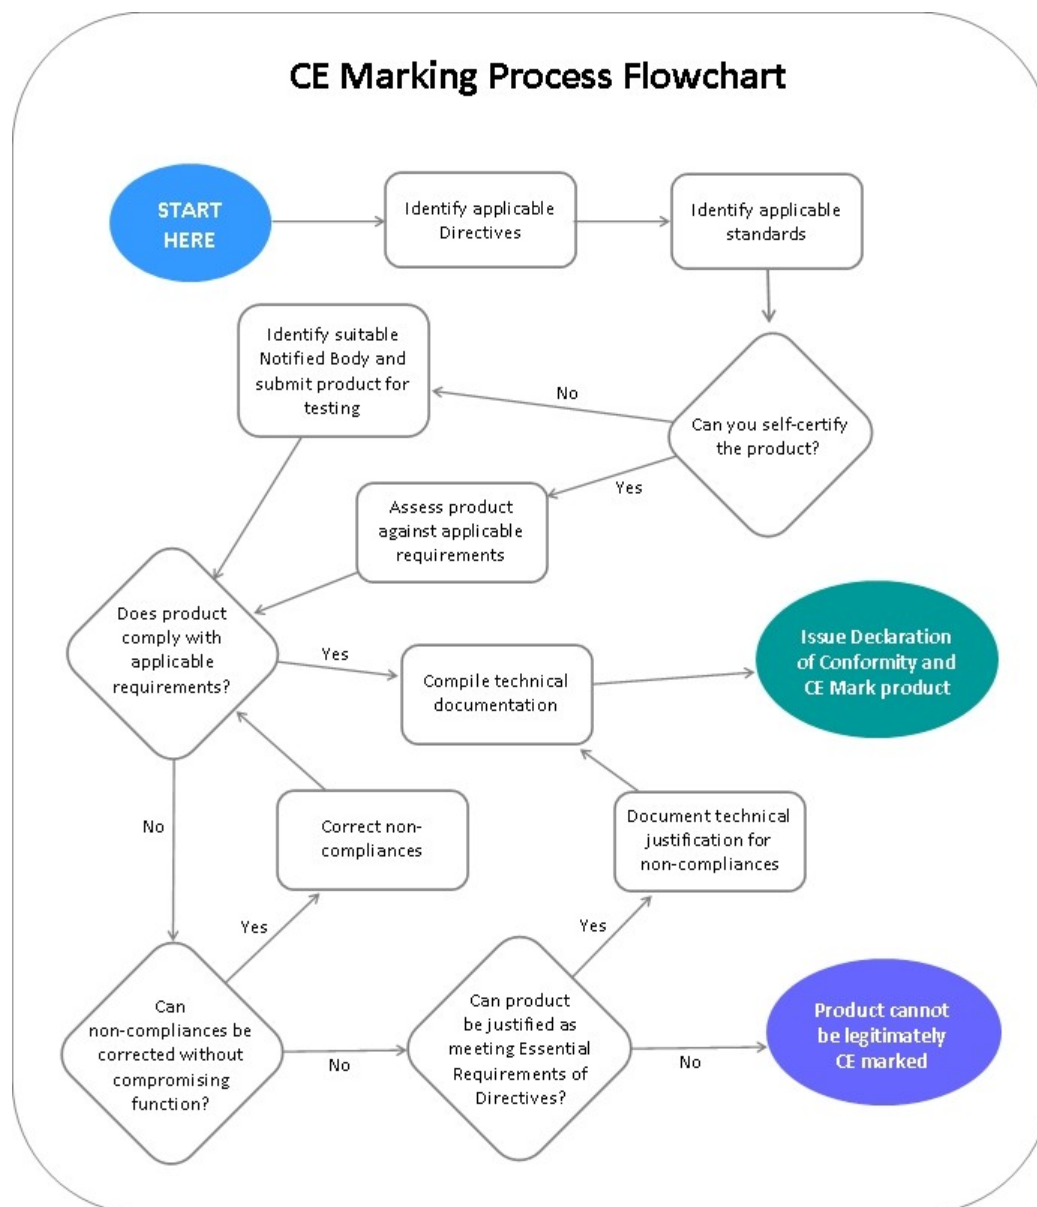 CE Marking Process Flowchart
START
HERE
Identify applicable
Directives
Identify applicable
standards
Identify suitable
Notified Body and
submit product for
testing
No
Can you self-certify
the product?
Yes
Assess product
against applicable
requirements
Does product
comply with
applicable
requirements?
Yes
Compile technical
documentation
Issue Declaration
of Conformity and
CE Mark product
No
Correct non-
compliances
Document technical
justification for
non-compliances
Yes
Yes
Can
non-compliances be
corrected without
compromising
function?
No
Can product
be justified as
meeting Essential
Requirements of
Directives?
No
Product cannot
be legitimately
CE marked